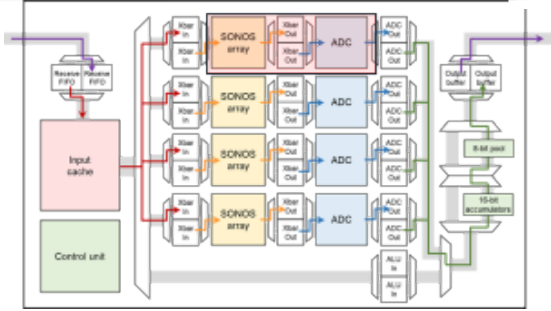 Xbar
In
Xbar
In
SONOS
array
Xbar
Out
Xbar
Out
ADC
ADC
Out
ADC
Out
Receive
FIFO
Receive
FIFO
Output
buffer
Output
buffer
Xbar
In
Xbar
In
SONOS
array
Xbar
Out
Xbar
Out
ADC
ADC
Out
ADC
Out
Input
cache
Xbar
In
Xbar
In
SONOS
array
Xbar
Out
Xbar
Out
ADC
ADC
Out
ADC
Out
8-bit pool
16-bit
accumulators
Xbar
In
Xbar
In
SONOS
array
Xbar
Out
Xbar
Out
ADC
ADC
Out
ADC
Out
Control unit
ALU
In
ALU
In